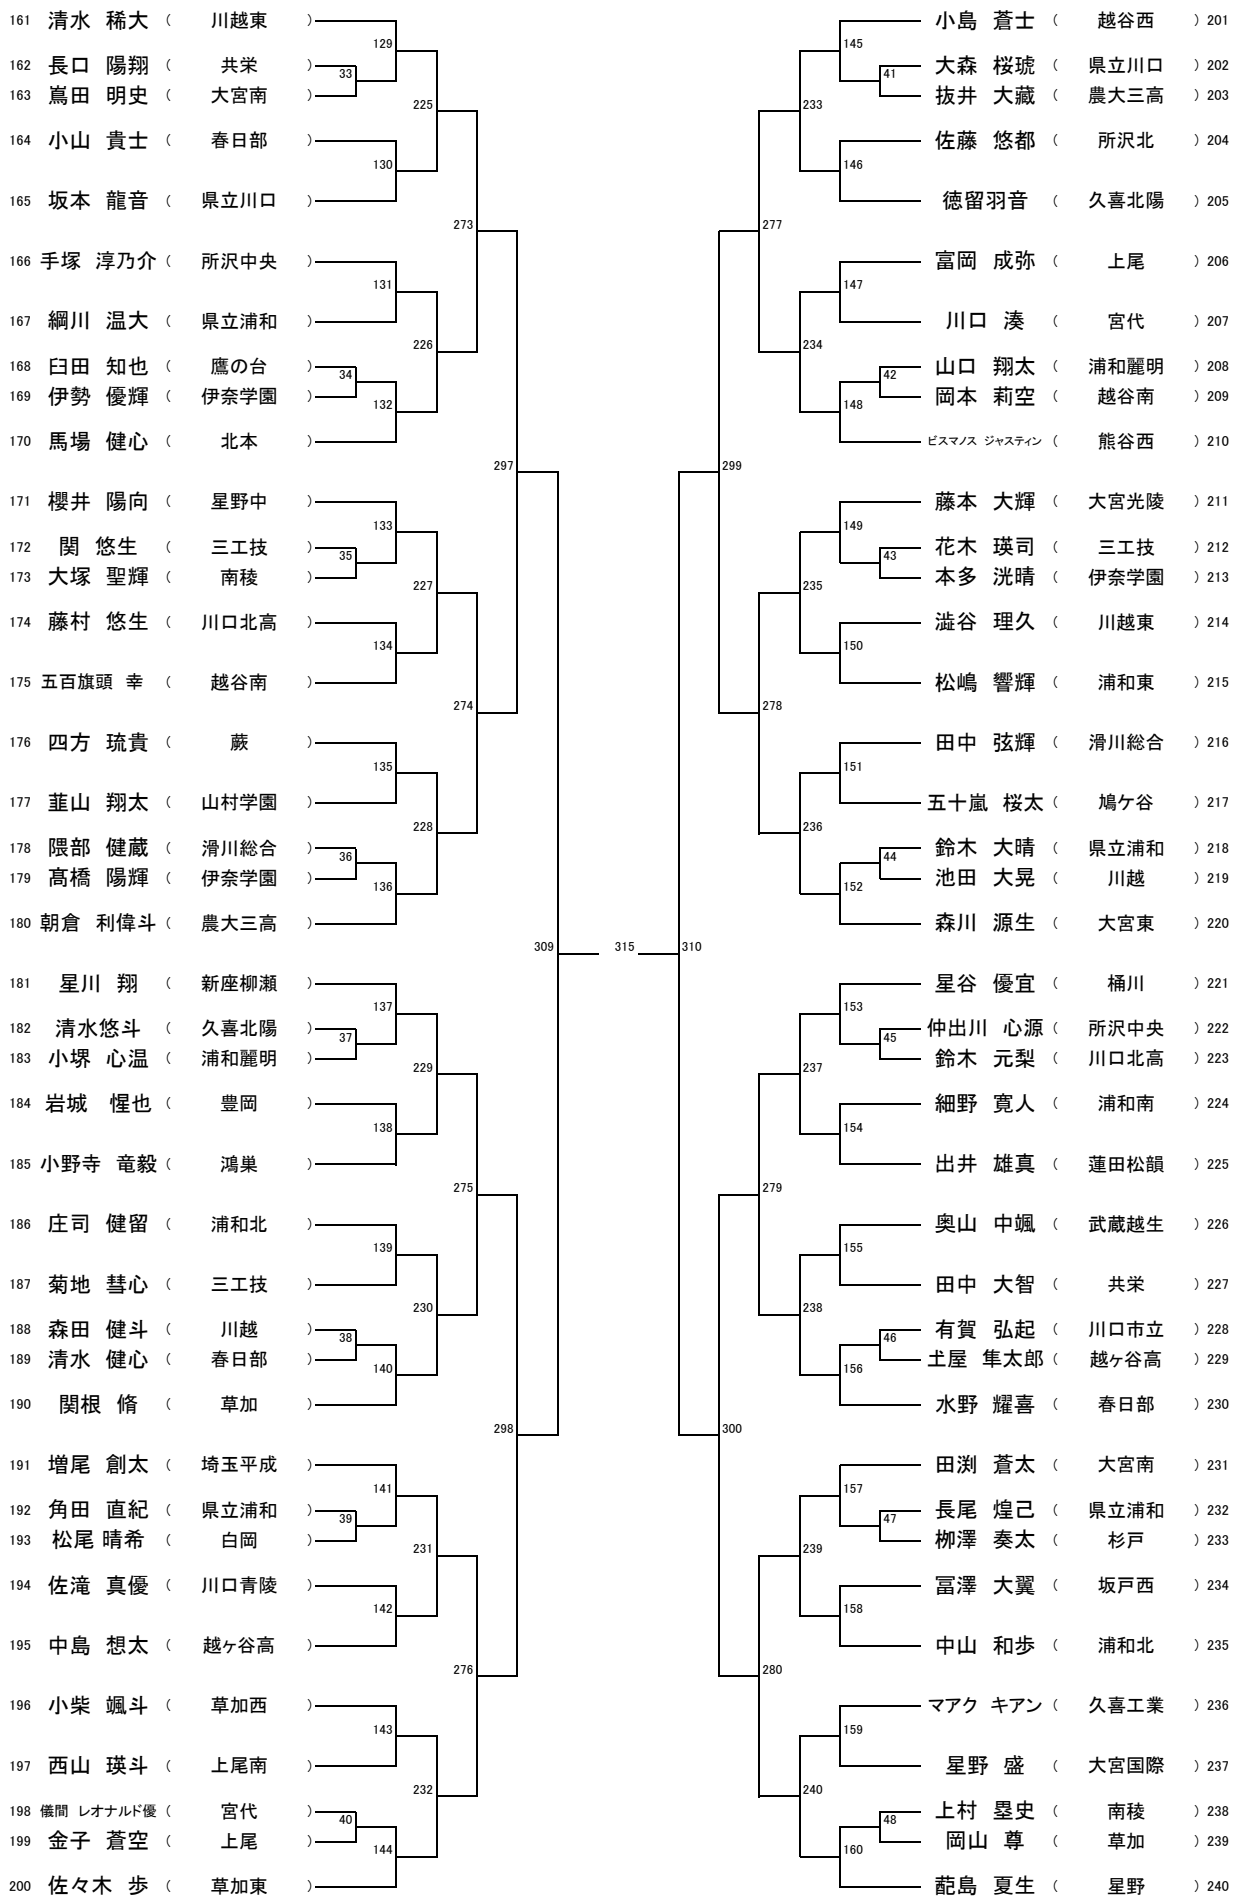 161 清水 稀大 ( 川越東 )
129
162 長口 陽翔 ( 共栄 )
33
163 嶌田 明史 ( 大宮南 )
225
164 小山 貴士 ( 春日部 )
130
165 坂本 龍音 ( 県立川口 )
273
166 手塚 淳乃介 ( 所沢中央 )
131
167 綱川 温大 ( 県立浦和 )
226
168 臼田 知也 ( 鷹の台 )
34
169 伊勢 優輝 ( 伊奈学園 )
132
170 馬場 健心 ( 北本 )
297
171 櫻井 陽向 ( 星野中 )
133
172 関 悠生 ( 三工技 )
35
173 大塚 聖輝 ( 南稜 )
227
174 藤村 悠生 ( 川口北高 )
134
175 五百旗頭 幸 ( 越谷南 )
274
176 四方 琉貴 ( 蕨 )
135
177 韮山 翔太 ( 山村学園 )
228
178 隈部 健蔵 ( 滑川総合 )
36
179 髙橋 陽輝 ( 伊奈学園 )
136
180 朝倉 利偉斗 ( 農大三高 )
309
315
181 星川 翔 ( 新座柳瀬 )
137
182 清水悠斗 ( 久喜北陽 )
37
183 小堺 心温 ( 浦和麗明 )
229
184 岩城 惺也 ( 豊岡 )
138
185 小野寺 竜毅 ( 鴻巣 )
275
186 庄司 健留 ( 浦和北 )
139
187 菊地 彗心 ( 三工技 )
230
188 森田 健斗 ( 川越 )
38
189 清水 健心 ( 春日部 )
140
190 関根 脩 ( 草加 )
298
191 増尾 創太 ( 埼玉平成 )
141
192 角田 直紀 ( 県立浦和 )
39
193 松尾 晴希 ( 白岡 )
231
194 佐滝 真優 ( 川口青陵 )
142
195 中島 想太 ( 越ヶ谷高 )
276
196 小柴 颯斗 ( 草加西 )
143
197 西山 瑛斗 ( 上尾南 )
232
198 儀間 レオナルド優 ( 宮代 )
40
199 金子 蒼空 ( 上尾 )
144
200 佐々木 歩 ( 草加東 )
小島 蒼士 ( 越谷西 ) 201
145
大森 桜琥 ( 県立川口 ) 202
41
抜井 大藏 ( 農大三高 ) 203
233
佐藤 悠都 ( 所沢北 ) 204
146
徳留羽音 ( 久喜北陽 ) 205
277
富岡 成弥 ( 上尾 ) 206
147
川口 湊 ( 宮代 ) 207
234
山口 翔太 ( 浦和麗明 ) 208
42
岡本 莉空 ( 越谷南 ) 209
148
ビスマノス ジャスティン ( 熊谷西 ) 210
299
藤本 大輝 ( 大宮光陵 ) 211
149
花木 瑛司 ( 三工技 ) 212
43
本多 洸晴 ( 伊奈学園 ) 213
235
澁谷 理久 ( 川越東 ) 214
150
松嶋 響輝 ( 浦和東 ) 215
278
田中 弦輝 ( 滑川総合 ) 216
151
五十嵐 桜太 ( 鳩ケ谷 ) 217
236
鈴木 大晴 ( 県立浦和 ) 218
44
池田 大晃 ( 川越 ) 219
152
森川 源生 ( 大宮東 ) 220
310
星谷 優宜 ( 桶川 ) 221
153
仲出川 心源 ( 所沢中央 ) 222
45
鈴木 元梨 ( 川口北高 ) 223
237
細野 寛人 ( 浦和南 ) 224
154
出井 雄真 ( 蓮田松韻 ) 225
279
奥山 中颯 ( 武蔵越生 ) 226
155
田中 大智 ( 共栄 ) 227
238
有賀 弘起 ( 川口市立 ) 228
46
屋 隼太郎 ( 越ヶ谷高 ) 229
156
水野 耀喜 ( 春日部 ) 230
300
田渕 蒼太 ( 大宮南 ) 231
157
長尾 煌己 ( 県立浦和 ) 232
47
栁澤 奏太 ( 杉戸 ) 233
239
冨澤 大翼 ( 坂戸西 ) 234
158
中山 和歩 ( 浦和北 ) 235
280
マアク キアン ( 久喜工業 ) 236
159
星野 盛 ( 大宮国際 ) 237
240
上村 塁史 ( 南稜 ) 238
48
岡山 尊 ( 草加 ) 239
160
蓜島 夏生 ( 星野 ) 240